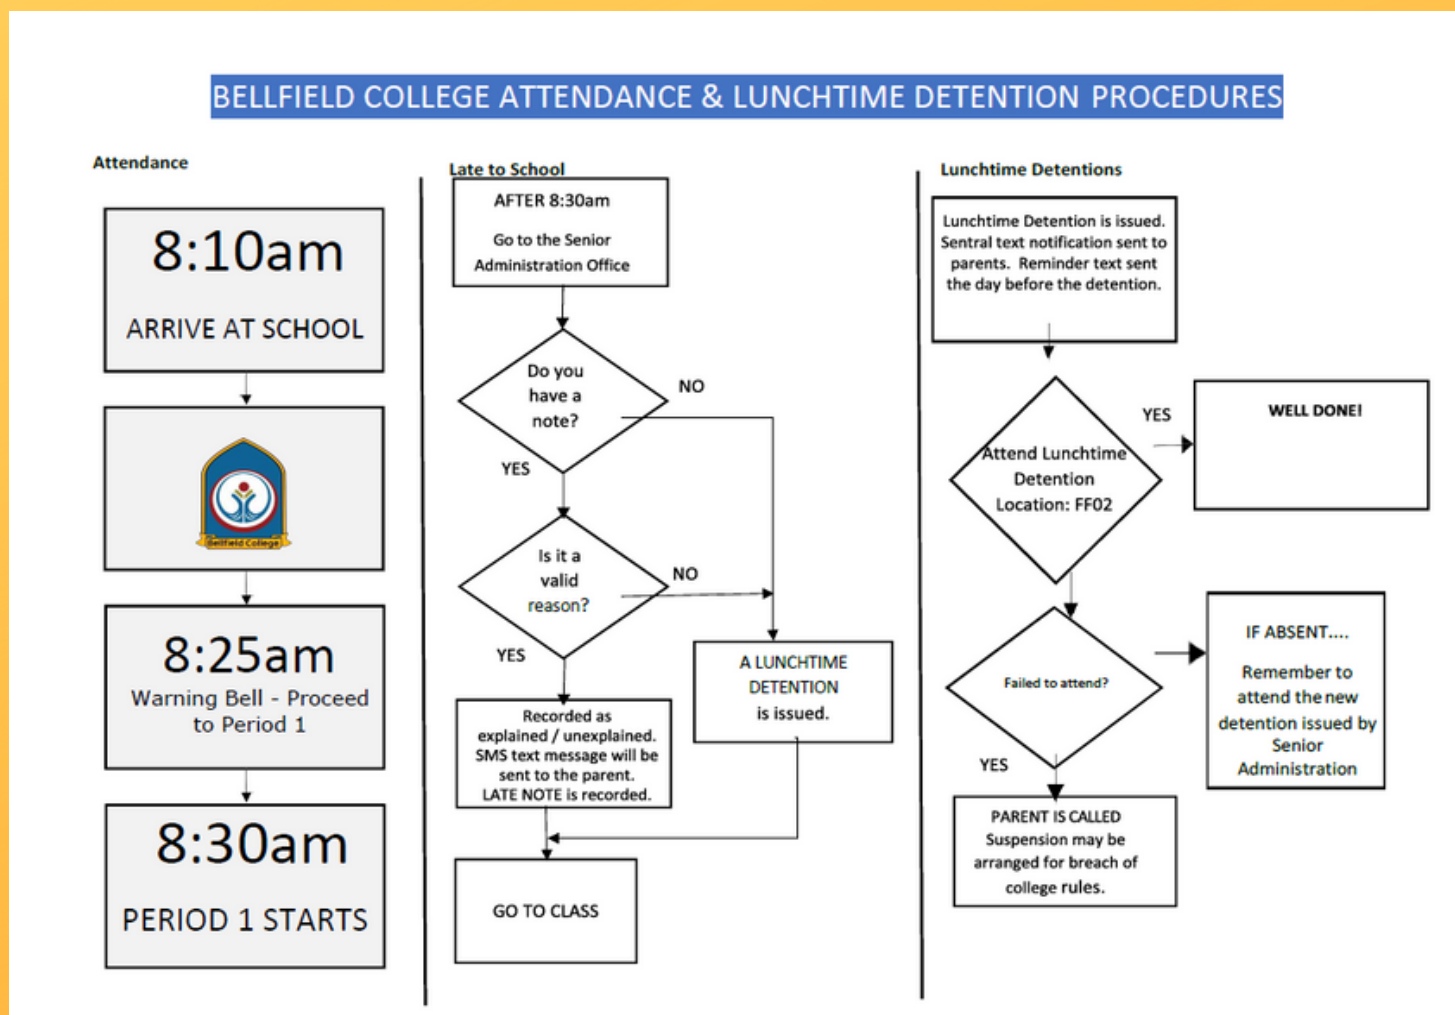 BELLFIELD COLLEGE ATTENDANCE & LUNCHTIME DETENTION PROCEDURES
Attendance
8:10am
ARRIVE AT SCHOOL
Bellfield College
8:25am
Warning Bell - Proceed
to Period 1
8:30am
PERIOD 1 STARTS
Late to School
AFTER 8:30am
Go to the Senior
Administration Office
Do you
have a
note?
NO
YES
Is it a
valid
reason?
NO
YES
A LUNCHTIME
DETENTION
is issued.
Recorded as
explained / unexplained.
SMS text message will be
sent to the parent.
LATE NOTE is recorded.
GO TO CLASS
Lunchtime Detentions
Lunchtime Detention is issued.
Sentral text notification sent to
parents. Reminder text sent
the day before the detention.
Attend Lunchtime
Detention
Location: FF02
YES
WELL DONE!
Failed to attend?
IF ABSENT....
Remember to
attend the new
detention issued by
Senior
Administration
YES
PARENT IS CALLED
Suspension may be
arranged for breach of
college rules.